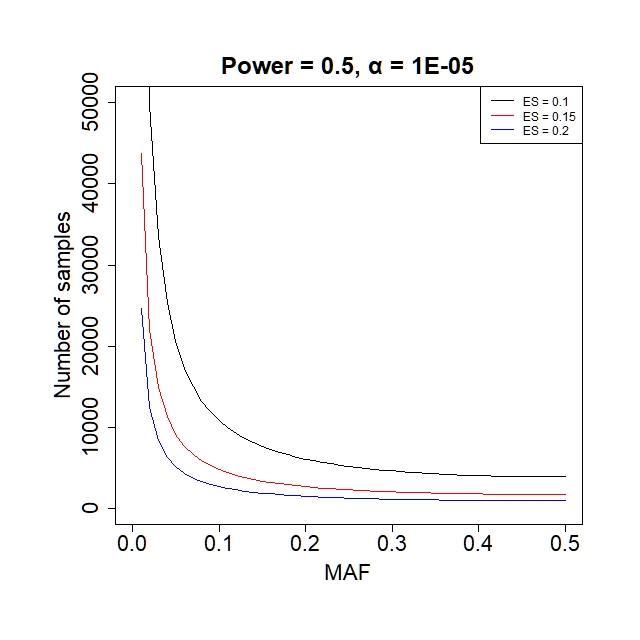 Power = 0.5, α = 1E-05
ES = 0.1
ES = 0.15
ES = 0.2
Number of samples
50000
40000
30000
20000
10000
0
0.0 0.1 0.2 0.3 0.4 0.5
MAF